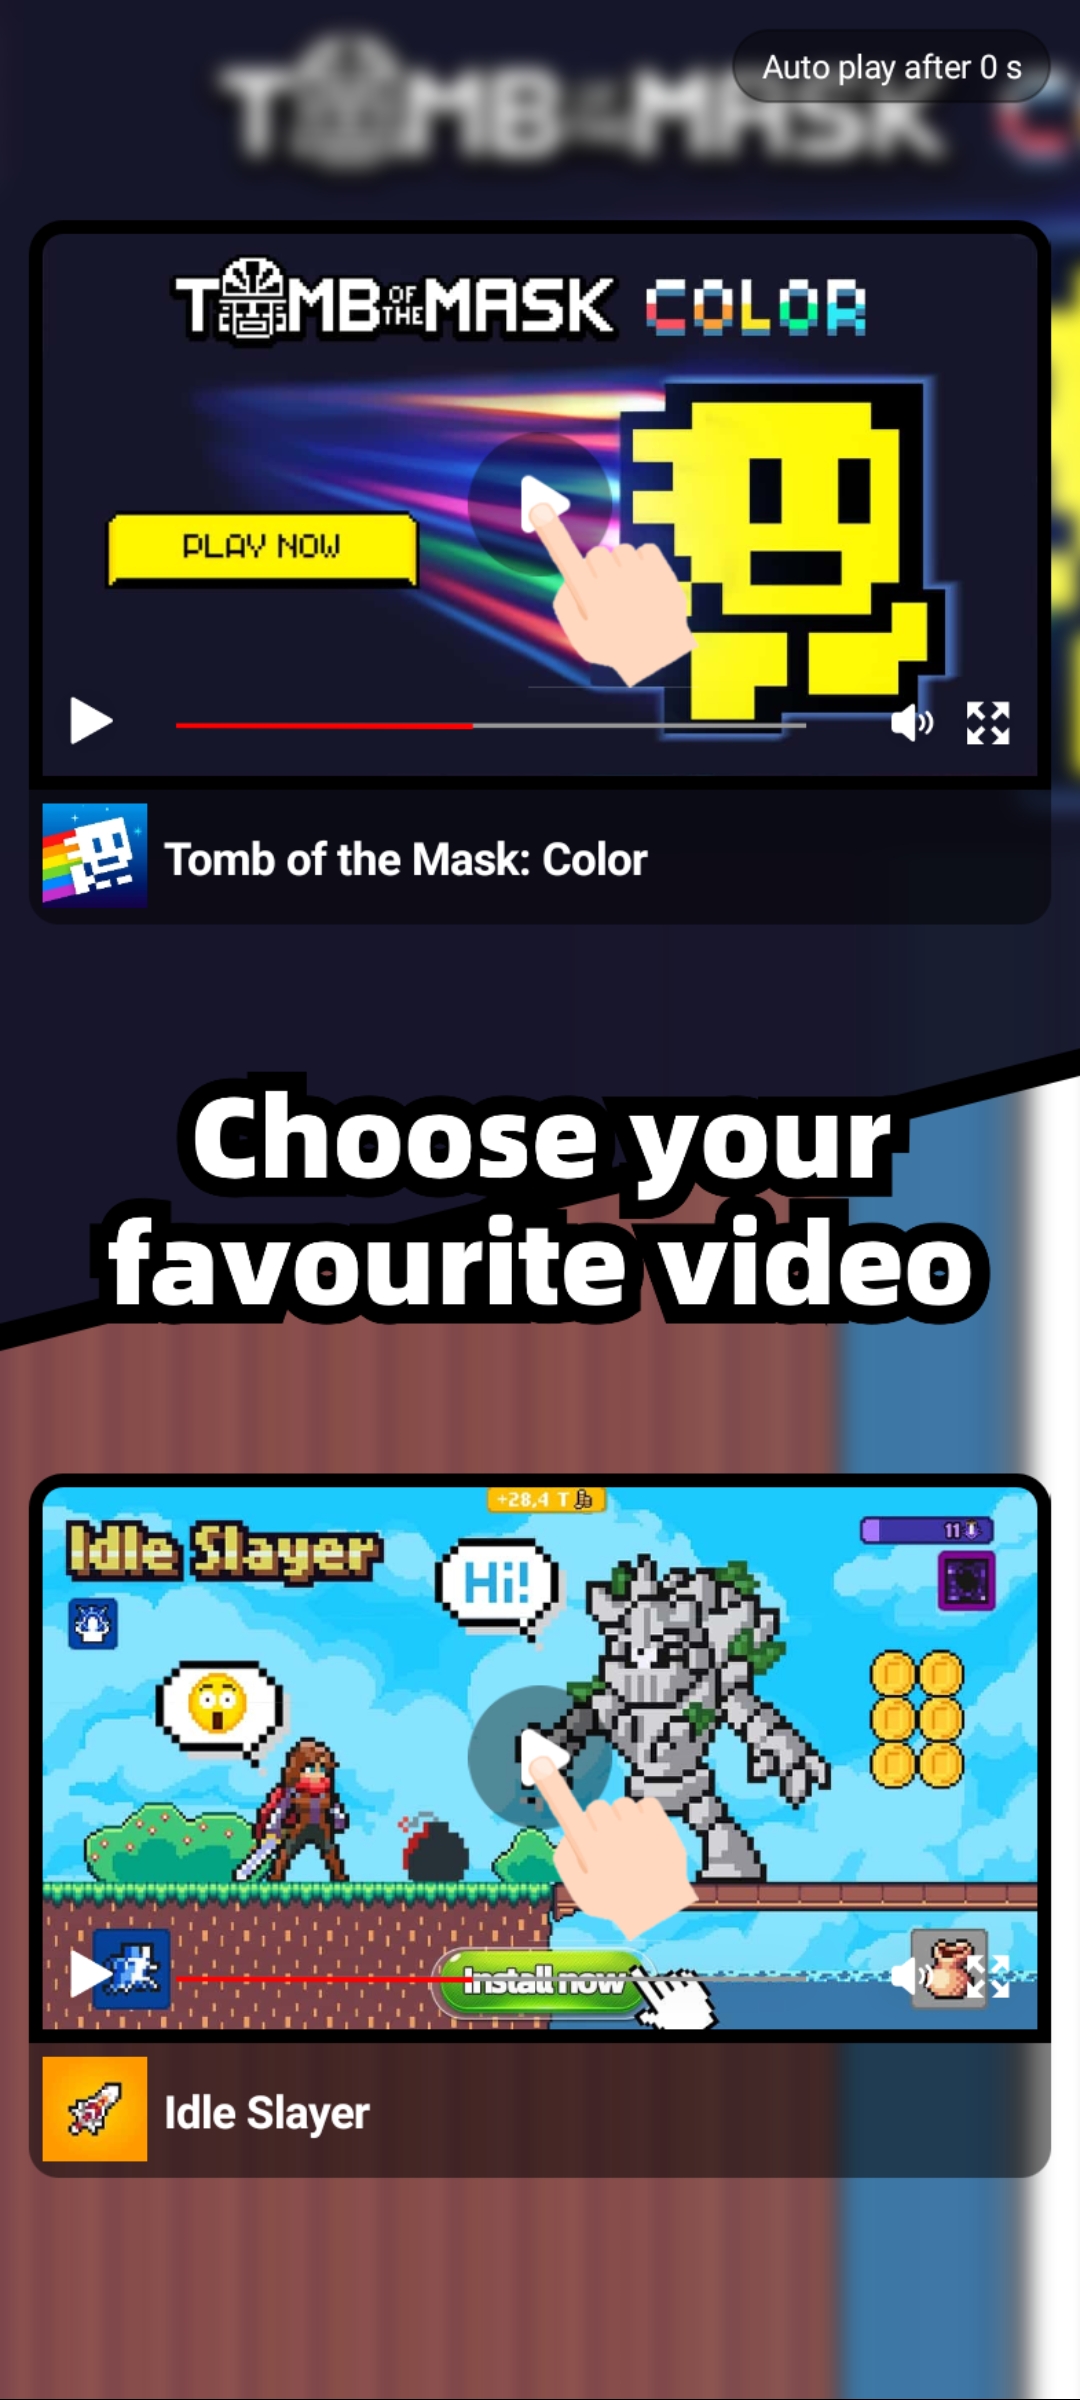 Auto play after 0 s
TOMB OF THE MASK COLOR
PLAY NOW
Tomb of the Mask: Color
Choose your
favourite video
+28,4 T
Idle Slayer
11
Hi!
Install now
Idle Slayer